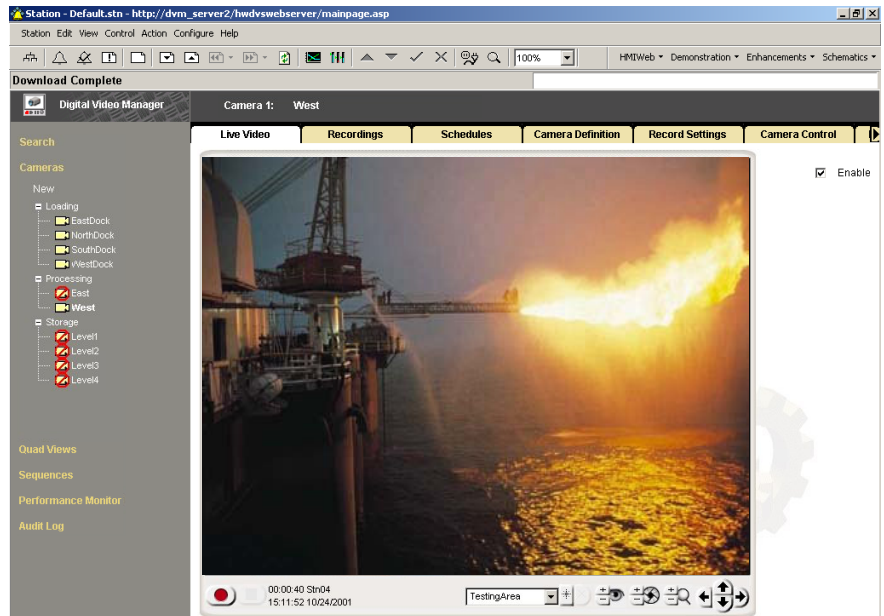 Station - Default.stn - http://dvm_server2/hwdvswebserver/mainpage.asp
Station Edit View Control Action Configure Help
100% HMIWeb Demonstration Enhancements Schematics
Download Complete
Digital Video Manager
Camera 1: West
Live Video Recordings Schedules Camera Definition Record Settings Camera Control
Search
Cameras
New
Loading
EastDock
NorthDock
SouthDock
WestDock
Processing
East
West
Storage
Level1
Level2
Level3
Level4
Quad Views
Sequences
Performance Monitor
Audit Log
Enable
00:00:40 Stn04
15:11:52 10/24/2001
TestingArea